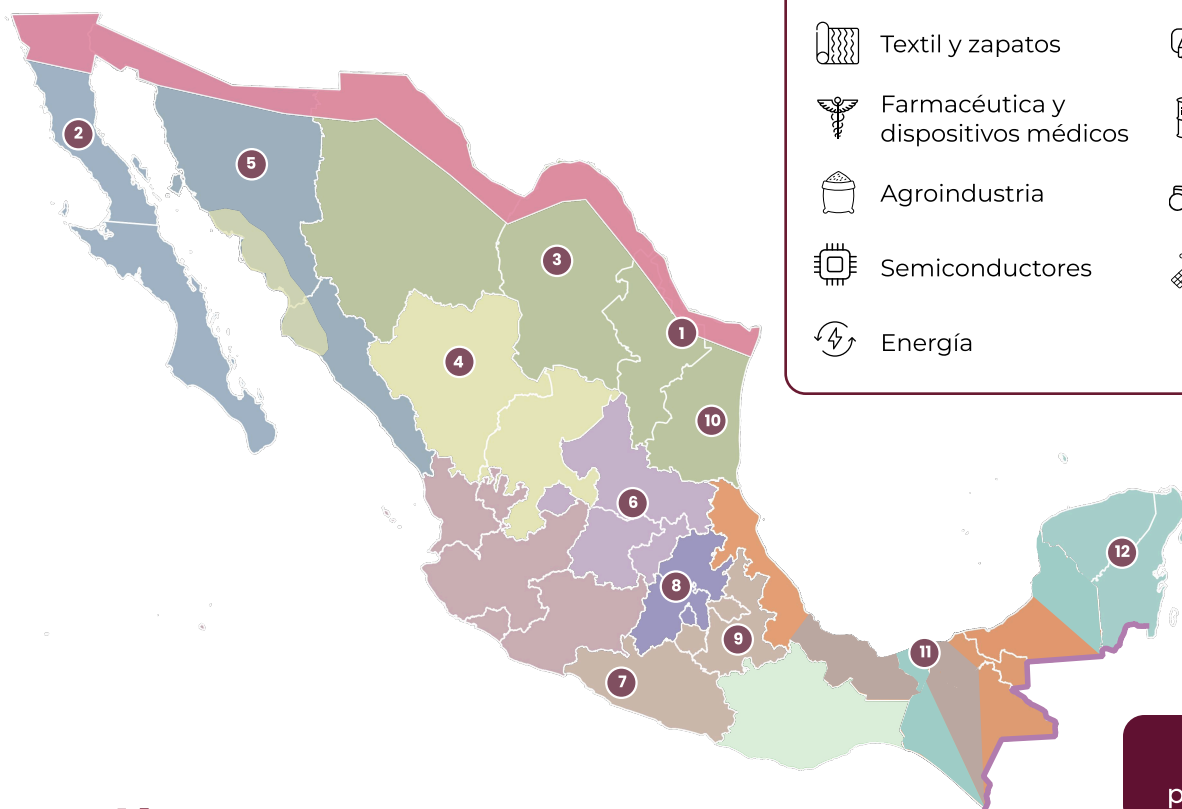 Textil y zapatos
Farmacéutica y
dispositivos médicos
Agroindustria
Semiconductores
Energía
2
5
3
1
4
10
6
12
8
9
11
7
p